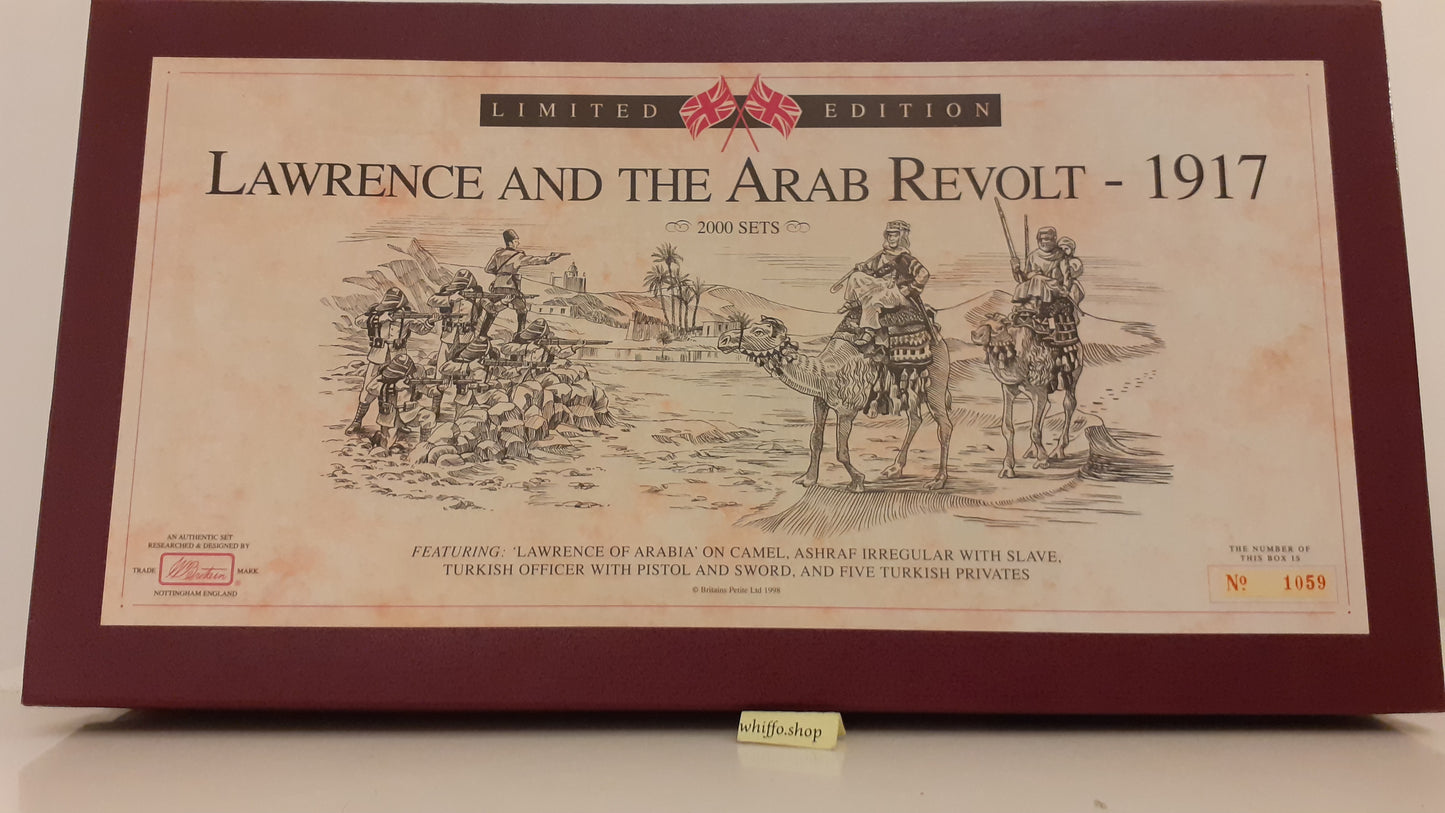 LIMITED EDITION
LAWRENCE AND THE ARAB REVOLT - 1917
2000 SETS
FEATURING: 'LAWRENCE OF ARABIA' ON CAMEL, ASHRAF IRREGULAR WITH SLAVE,
TURKISH OFFICER WITH PISTOL AND SWORD, AND FIVE TURKISH PRIVATES
© Britains Petite Ltd 1998
AN AUTHENTIC SET
RESEARCHED & DESIGNED BY
TRADE WBritain MARK
®
NOTTINGHAM ENGLAND
THE NUMBER OF
THIS BOX IS
Nº 1059
whiffo.shop